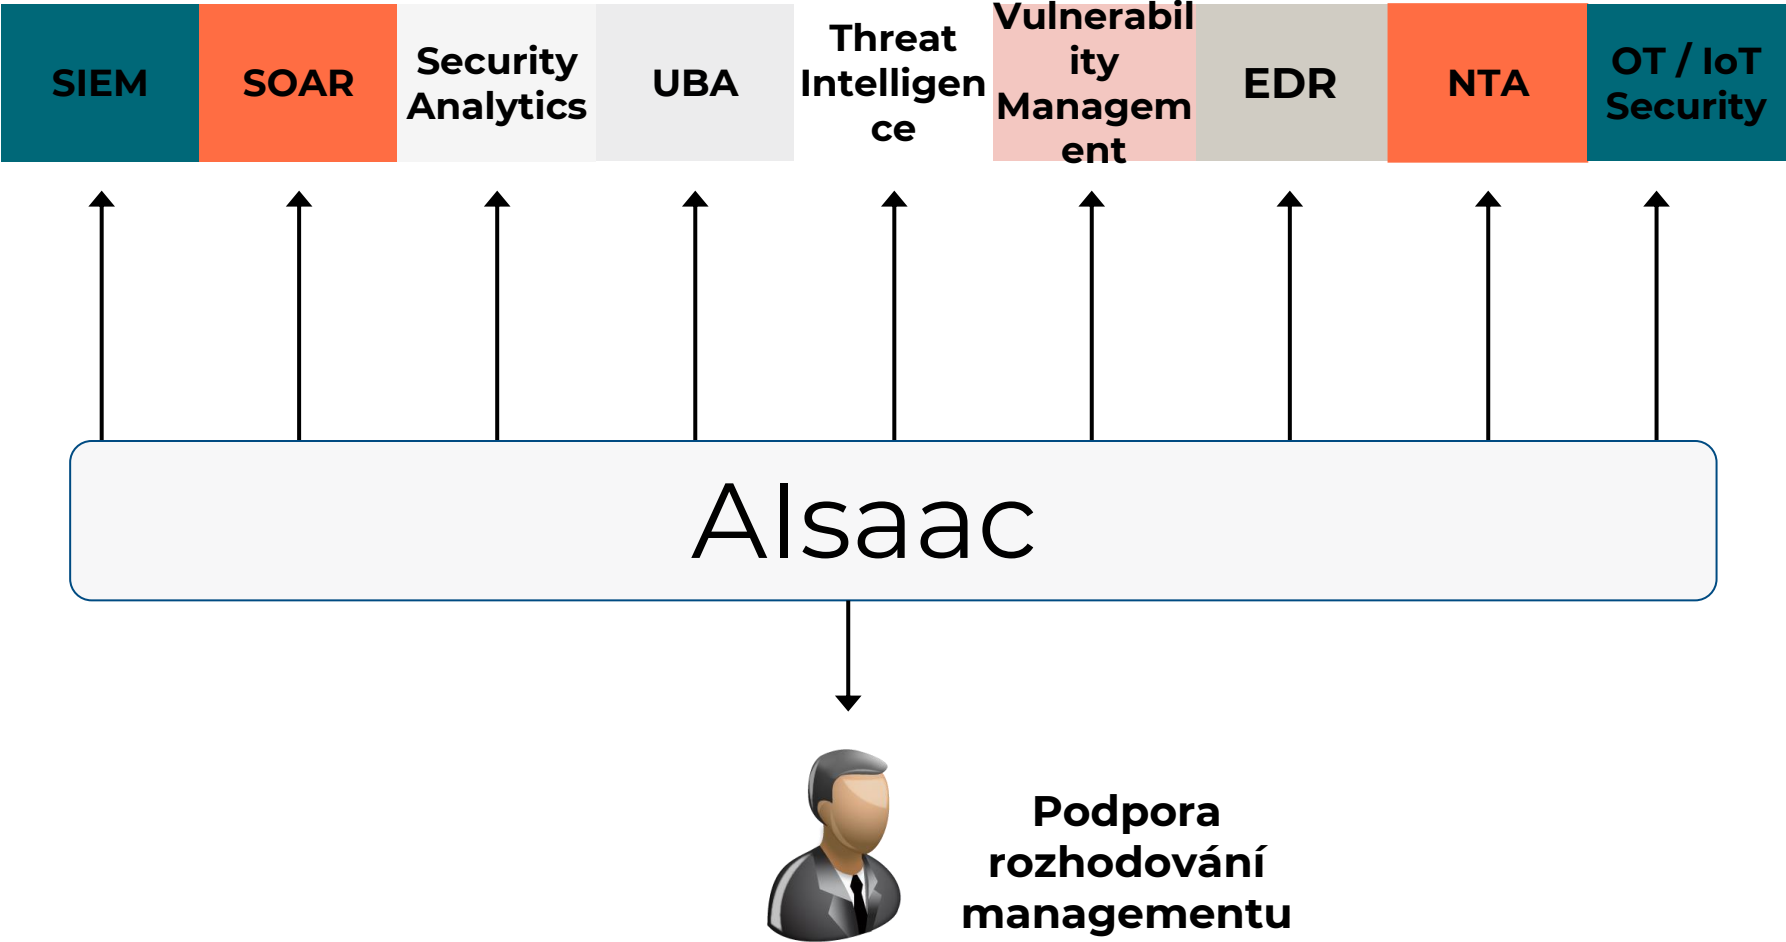 SIEM
SOAR
Security
Analytics
UBA
Threat
Intelligen
ce
Vulnerabil
ity
Managem
ent
EDR
NTA
OT / IoT
Security
AIsaac
Podpora
rozhodování
managementu